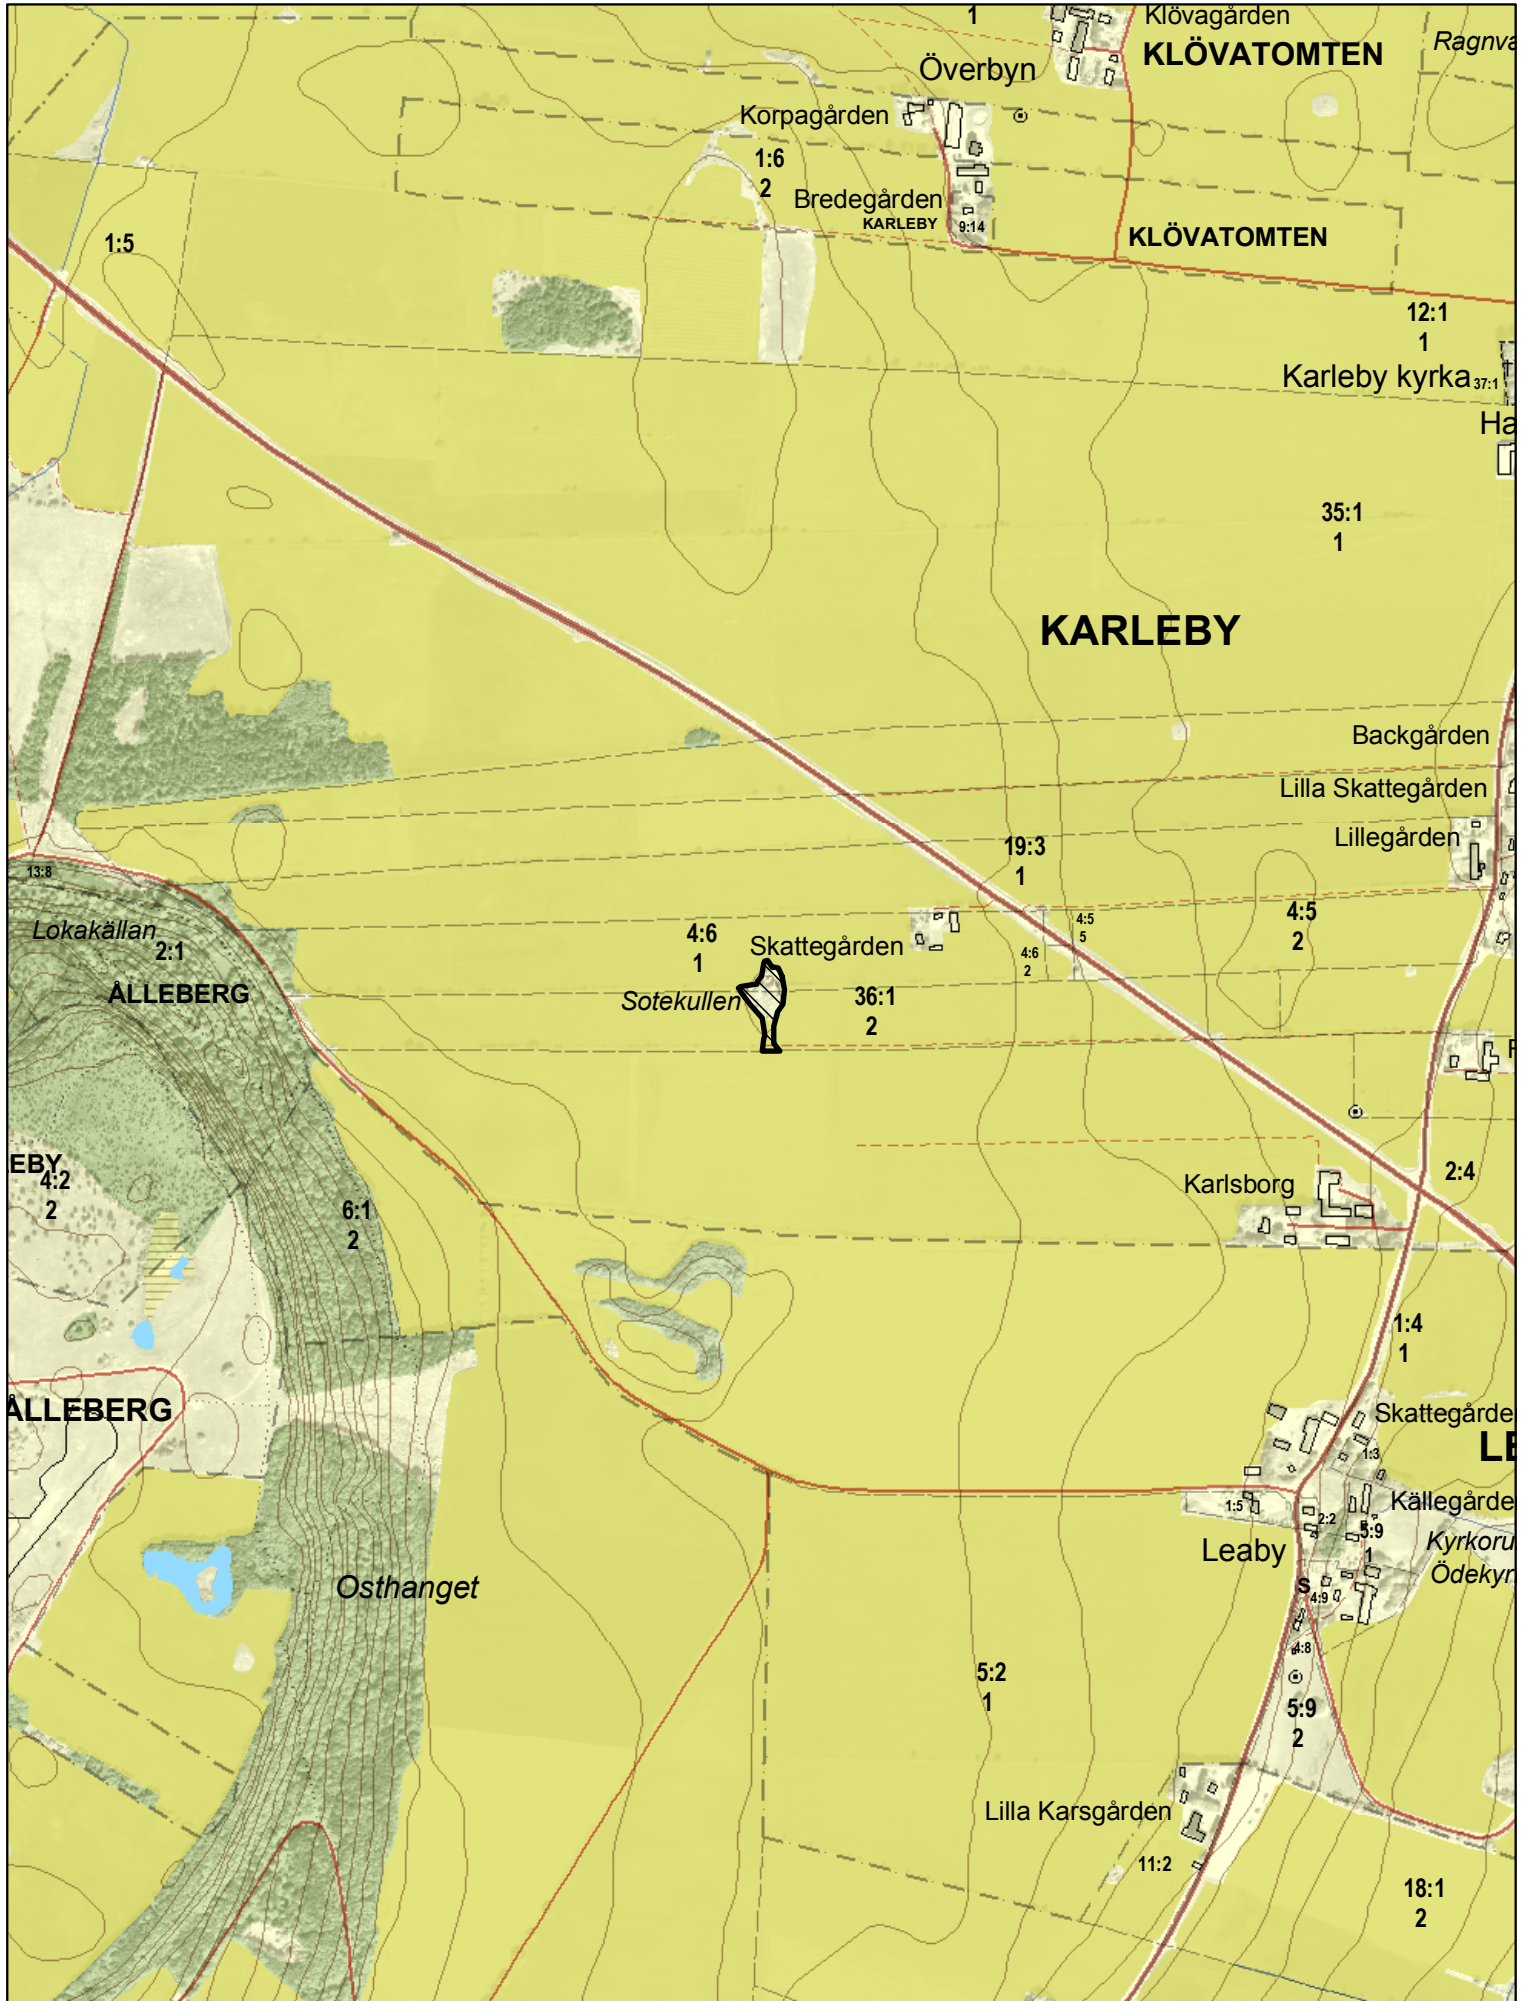 1
Klövagården
Ragnva
KLÖVATOMTEN
Överbyn
Korpagården
1:6
2
Bredegården
KARLEBY
9:14
KLÖVATOMTEN
1:5
12:1
1
Karleby kyrka 37:1
Ha
35:1
1
KARLEBY
Backgården
Lilla Skattegården
Lillegården
19:3
1
13:8
Lokakällan
2:1
ÅLLEBERG
4:6
1
Skattegården
4:5
5
4:6
2
4:5
2
Sotekullen
36:1
2
F
EBY
4:2
2
6:1
2
Karlsborg
2:4
1:4
1
ÅLLEBERG
Skattegårde
LE
1:3
Källegårde
1:5
2:2
5:9
1
Kyrkoru
Ödekyr
Leaby
S
4:9
Osthanget
4:8
5:2
1
5:9
2
Lilla Karsgården
11:2
18:1
2